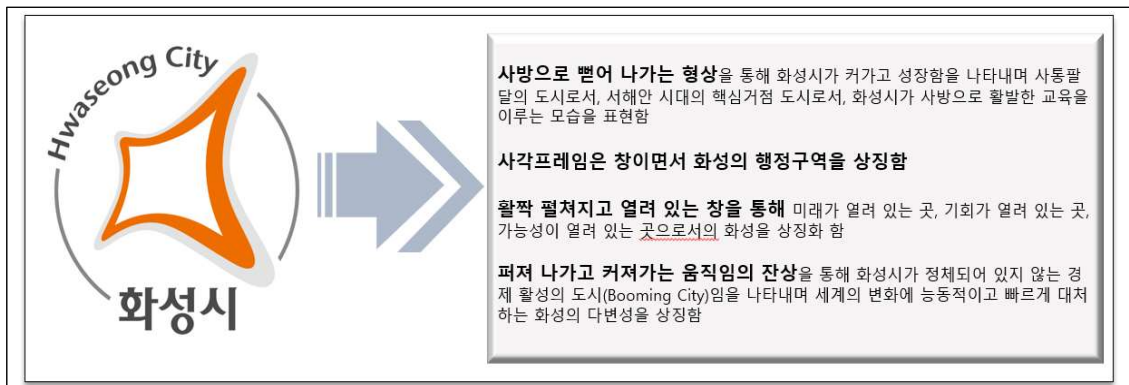 Hwaseong City
화성시
사방으로 뻗어 나가는 형상을 통해 화성시가 커가고 성장함을 나타내며 사통팔
달의 도시로서, 서해안 시대의 핵심거점 도시로서, 화성시가 사방으로 활발한 교육을
이루는 모습을 표현함
사각프레임은 창이면서 화성의 행정구역을 상징함
활짝 펼쳐지고 열려 있는 창을 통해 미래가 열려 있는 곳, 기회가 열려 있는 곳,
가능성이 열려 있는 곳으로서의 화성을 상징화 함
퍼져 나가고 커져가는 움직임의 잔상을 통해 화성시가 정체되어 있지 않는 경
제 활성의 도시(Booming City)임을 나타내며 세계의 변화에 능동적이고 빠르게 대처
하는 화성의 다변성을 상징함